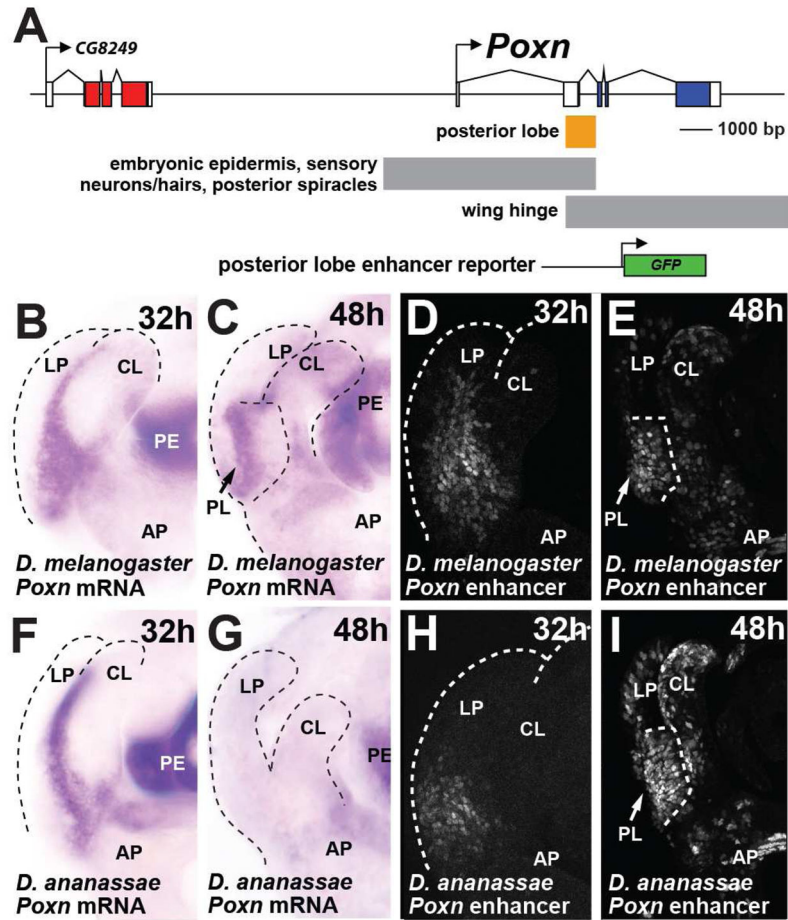 A
CG8249
Poxn
posterior lobe
1000 bp
embryonic epidermis, sensory
neurons/hairs, posterior spiracles
wing hinge
posterior lobe enhancer reporter
GFP
B
32h
LP
CL
PE
AP
D. melanogaster
Poxn mRNA
C
48h
LP
CL
PE
PL
AP
D. melanogaster
Poxn mRNA
D
32h
LP
CL
AP
D. melanogaster
Poxn enhancer
E
48h
LP
CL
PL
AP
D. melanogaster
Poxn enhancer
F
32h
LP
CL
PE
AP
D. ananassae
Poxn mRNA
G
48h
LP
CL
PE
AP
D. ananassae
Poxn mRNA
H
32h
LP
CL
AP
D. ananassae
Poxn enhancer
I
48h
LP
CL
PL
AP
D. ananassae
Poxn enhancer